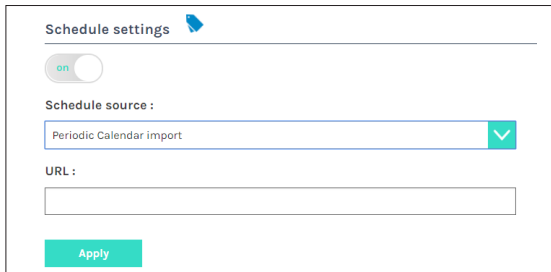 Schedule settings
on
Schedule source :
Periodic Calendar import
URL :
Apply